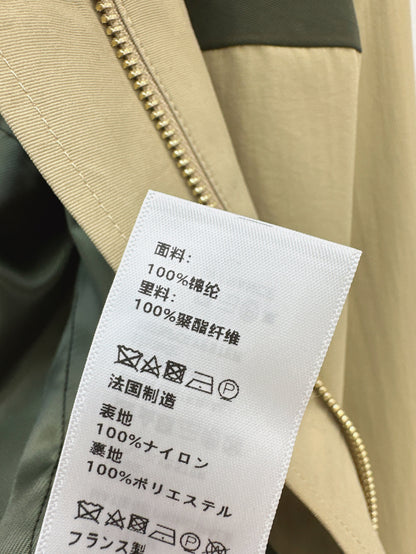 面料:
100%锦纶
里料:
100%聚酯纤维
法国制造
表地
100%ナイロン
裏地
100%ポリエステル
フランス製